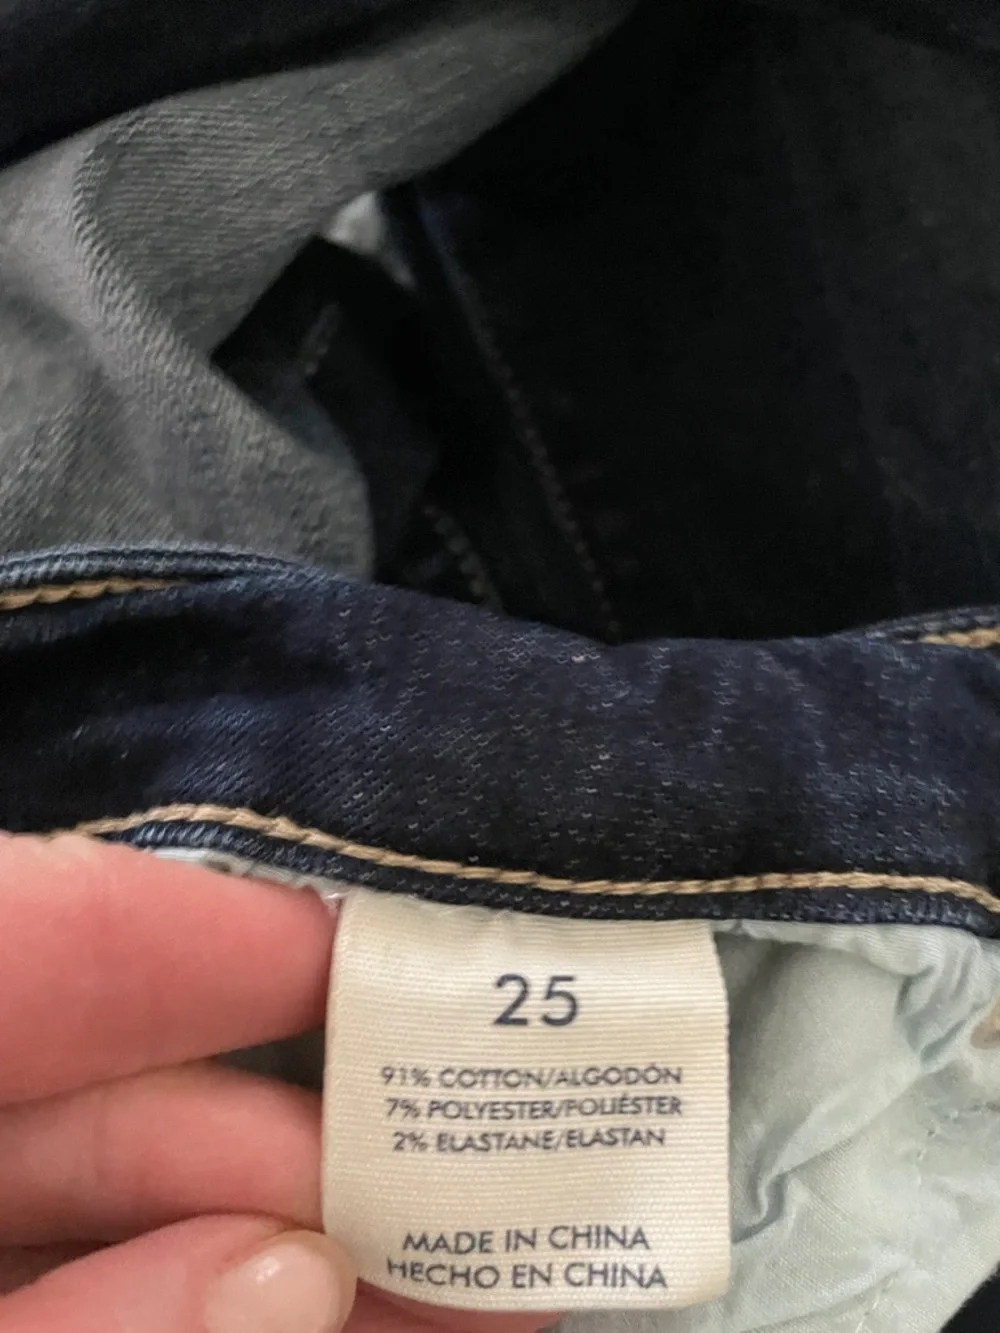 25
91% COTTON/ALGODÓN
7% POLYESTER/POLIÉSTER
2% ELASTANE/ELASTAN
MADE IN CHINA
HECHO EN CHINA